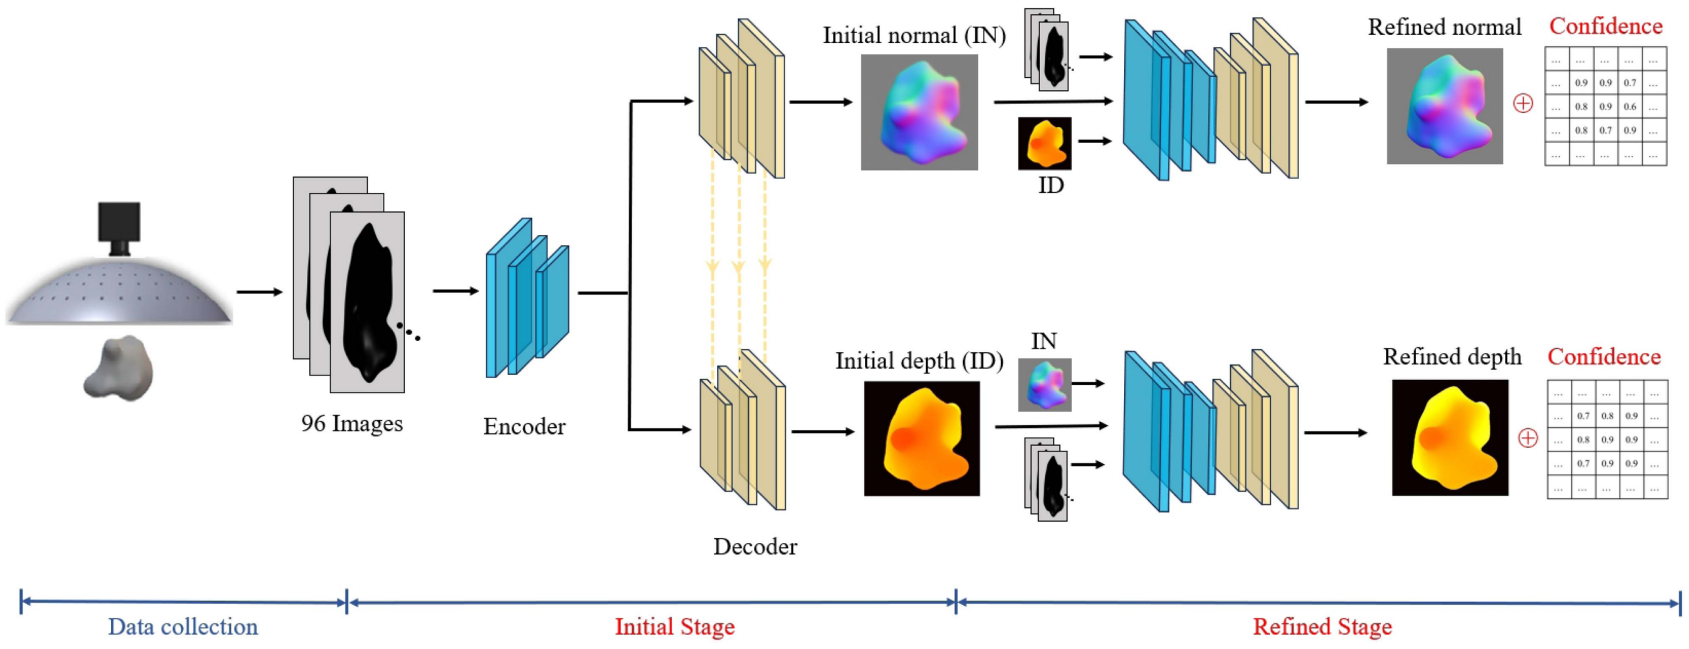 Initial normal (IN)
ID
Refined normal
Confidence
... ... ... ... ...
... 0.9 0.9 0.7 ...
... 0.8 0.9 0.6 ...
... 0.8 0.7 0.9 ...
... ... ... ... ...
96 Images
Encoder
Decoder
Initial depth (ID)
IN
Refined depth
Confidence
... ... ... ... ...
... 0.7 0.8 0.9 ...
... 0.8 0.9 0.9 ...
... 0.7 0.9 0.9 ...
... ... ... ... ...
Data collection
Initial Stage
Refined Stage